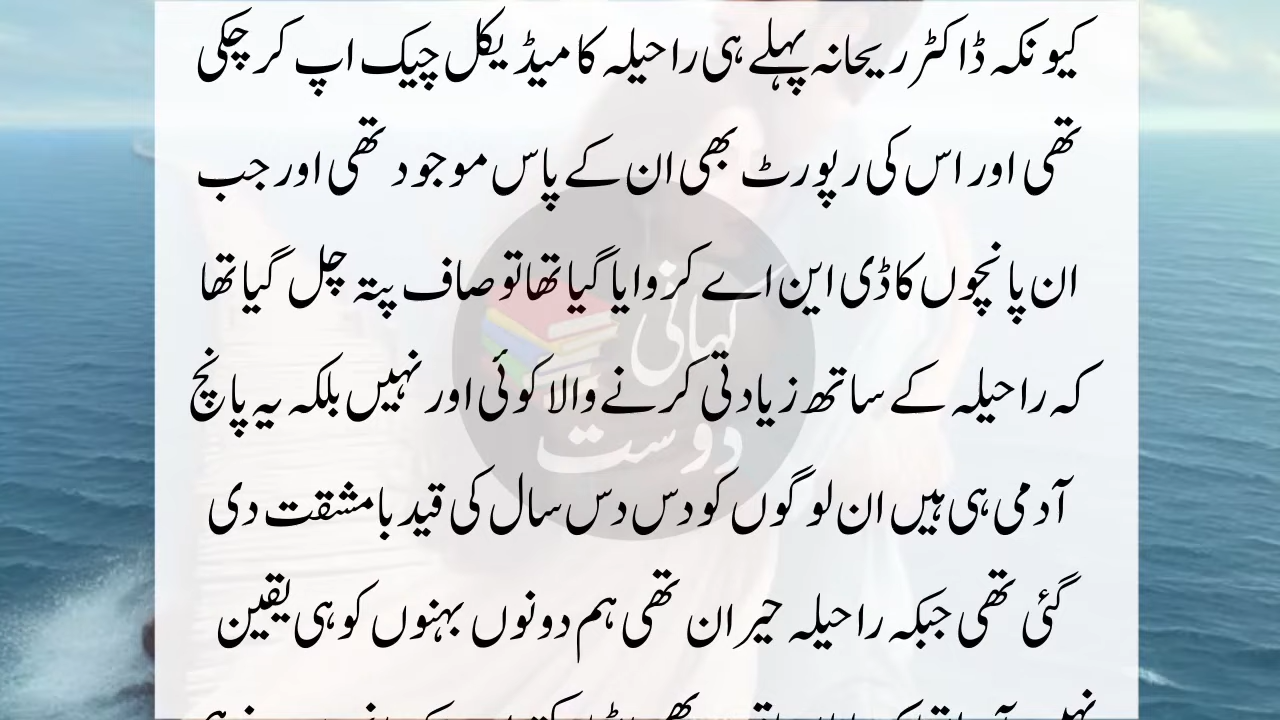 کیونکہ ڈاکٹر ریحانہ پہلے ہی راحیلہ کا میڈیکل چیک اپ کر چکی
تھی اور اس کی رپورٹ بھی ان کے پاس موجود تھی اور جب
ان پانچوں کا ڈی این اے کروایا گیا تھا تو صاف پتہ چل گیا تھا
کہ راحیلہ کے ساتھ زیادتی کرنے والا کوئی اور نہیں بلکہ یہ پانچ
آدمی ہی ہیں ان لوگوں کو دس دس سال کی قید بامشقت دی
گئی تھی جبکہ راحیلہ حیران تھی ہم دونوں بہنوں کو ہی یقین
کہانی
دوست